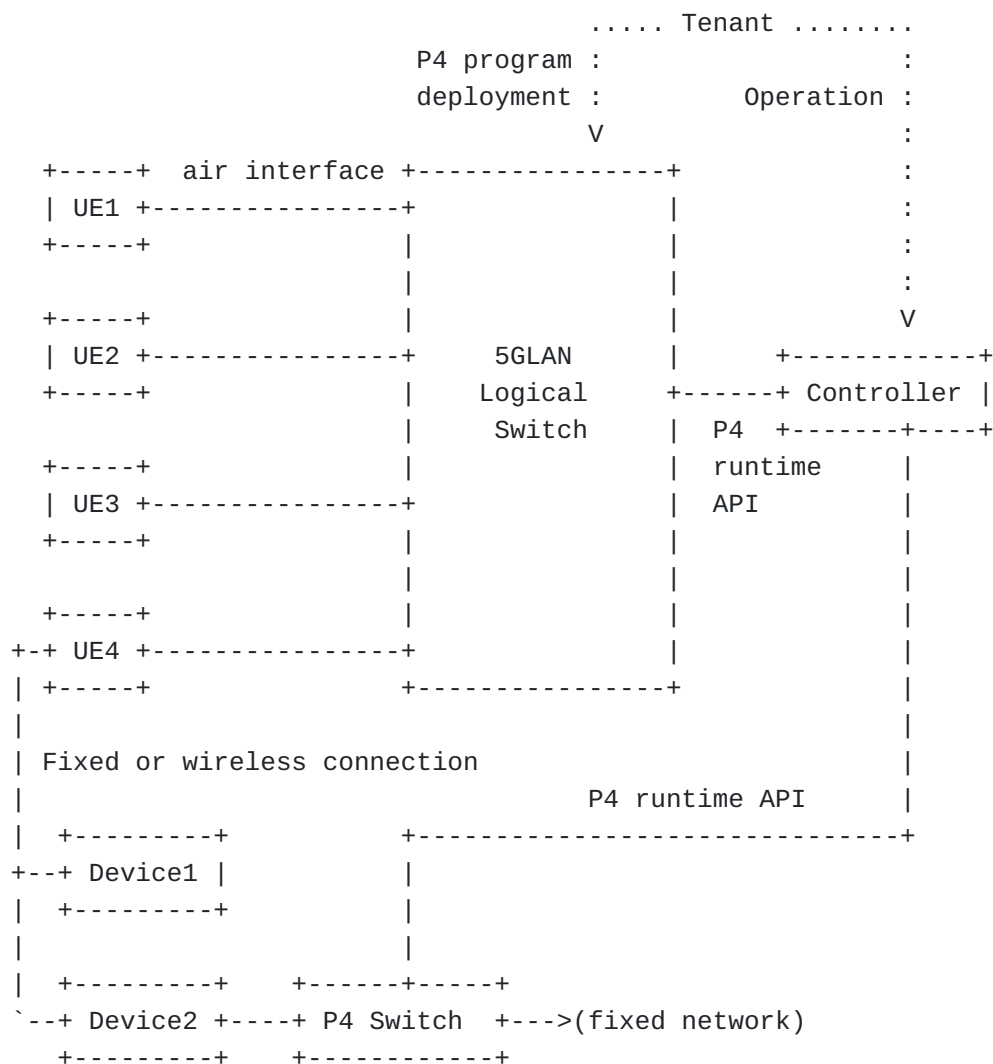 ..... Tenant ........
P4 program :                    :
deployment :         Operation :
V                   :
+-----+  air interface +----------------+              :
| UE1 +----------------+                |              :
+-----+                |                |              :
|                |              :
+-----+                |                |              V
| UE2 +----------------+     5GLAN      |      +------------+
+-----+                |    Logical     +------+ Controller |
|     Switch     |  P4  +-------+----+
+-----+                |                |  runtime     |
| UE3 +----------------+                |  API         |
+-----+                |                |              |
|                |              |
+-----+                |                |              |
+-+ UE4 +----------------+                |              |
| +-----+                +----------------+              |
|                                                        |
| Fixed or wireless connection                           |
|                                    P4 runtime API      |
|  +---------+           +-------------------------------+
+--+ Device1 |           |
|  +---------+           |
|                        |
|  +---------+    +------+-----+
`--+ Device2 +----+ P4 Switch  +--->(fixed network)
+---------+    +------------+